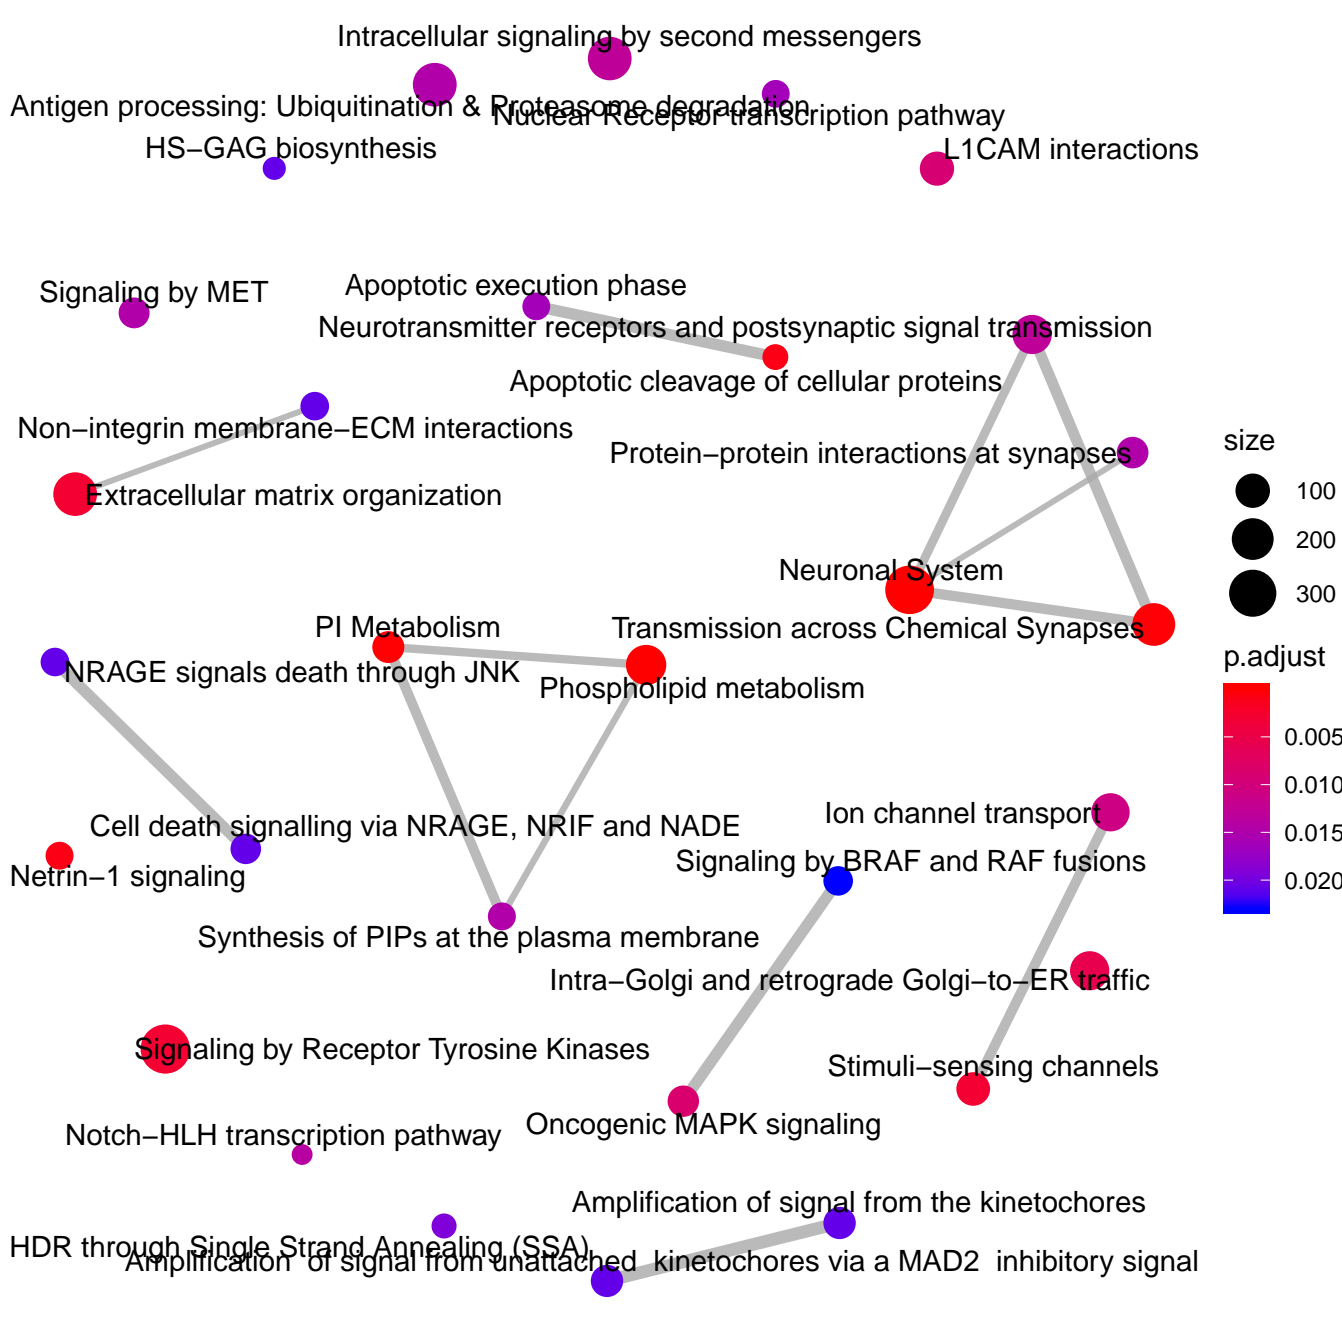 Intracellular signaling by second messengers
Antigen processing: Ubiquitination & Proteasome degradation
Nuclear Receptor transcription pathway
HS−GAG biosynthesis
L1CAM interactions
Signaling by MET
Apoptotic execution phase
Neurotransmitter receptors and postsynaptic signal transmission
Apoptotic cleavage of cellular proteins
Non−integrin membrane−ECM interactions
Protein−protein interactions at synapses
Extracellular matrix organization
Neuronal System
PI Metabolism
Transmission across Chemical Synapses
NRAGE signals death through JNK
Phospholipid metabolism
Ion channel transport
Cell death signalling via NRAGE, NRIF and NADE
Signaling by BRAF and RAF fusions
Netrin−1 signaling
Synthesis of PIPs at the plasma membrane
Intra−Golgi and retrograde Golgi−to−ER traffic
Signaling by Receptor Tyrosine Kinases
Stimuli−sensing channels
Oncogenic MAPK signaling
Notch−HLH transcription pathway
Amplification of signal from the kinetochores
HDR through Single Strand Annealing (SSA)
Amplification  of signal from unattached  kinetochores via a MAD2  inhibitory signal
size
100
200
300
p.adjust
0.005
0.010
0.015
0.020